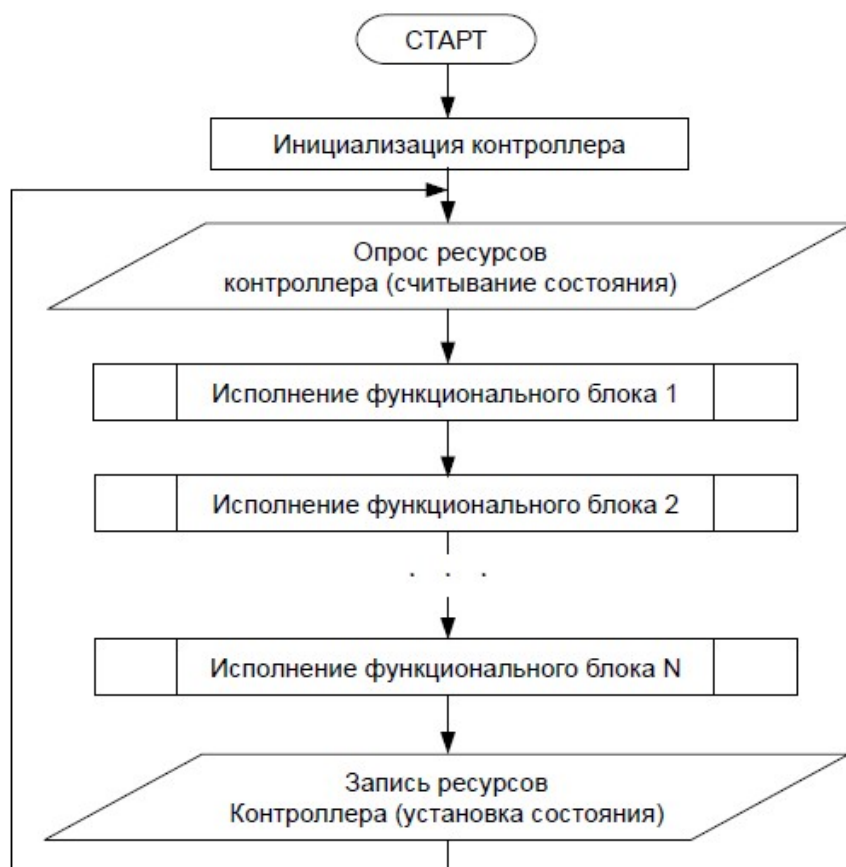 СТАРТ
Инициализация контроллера
Опрос ресурсов
контроллера (считывание состояния)
Исполнение функционального блока 1
Исполнение функционального блока 2
. . .
Исполнение функционального блока N
Запись ресурсов
Контроллера (установка состояния)